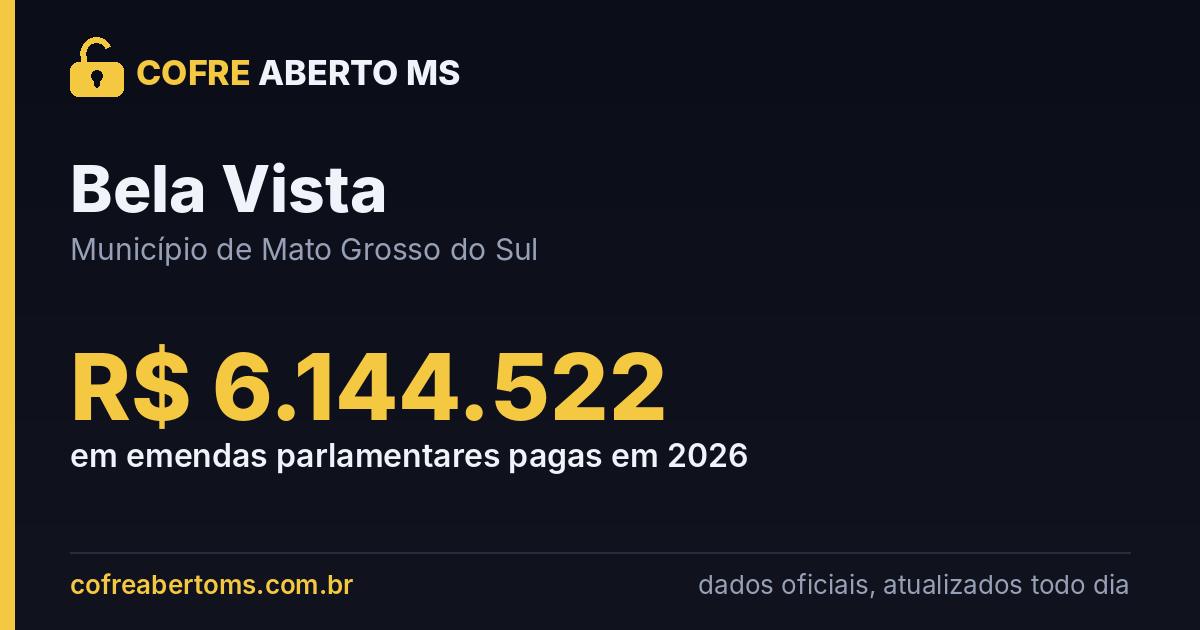 COFRE ABERTO MS
Bela Vista
Município de Mato Grosso do Sul
R$ 6.144.522
em emendas parlamentares pagas em 2026
cofreabertoms.com.br
dados oficiais, atualizados todo dia